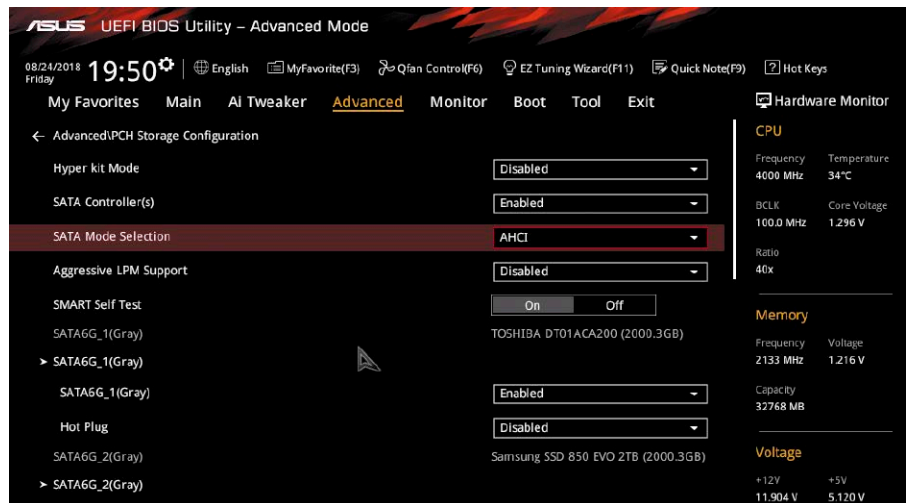 ASUS UEFI BIOS Utility – Advanced Mode
08/24/2018
Friday
19:50
English MyFavorite(F3) Qfan Control(F6) EZ Tuning Wizard(F11) Quick Note(F9) ? Hot Keys
My Favorites Main Ai Tweaker Advanced Monitor Boot Tool Exit
Hardware Monitor
← Advanced\PCH Storage Configuration
Hyper kit Mode Disabled
SATA Controller(s) Enabled
SATA Mode Selection AHCI
Aggressive LPM Support Disabled
SMART Self Test On Off
SATA6G_1(Gray) TOSHIBA DT01ACA200 (2000.3GB)
➤ SATA6G_1(Gray)
SATA6G_1(Gray) Enabled
Hot Plug Disabled
SATA6G_2(Gray) Samsung SSD 850 EVO 2TB (2000.3GB)
➤ SATA6G_2(Gray)
CPU
Frequency Temperature
4000 MHz 34°C
BCLK Core Voltage
100.0 MHz 1.296 V
Ratio
40x
Memory
Frequency Voltage
2133 MHz 1.216 V
Capacity
32768 MB
Voltage
+12V +5V
11.904 V 5.120 V